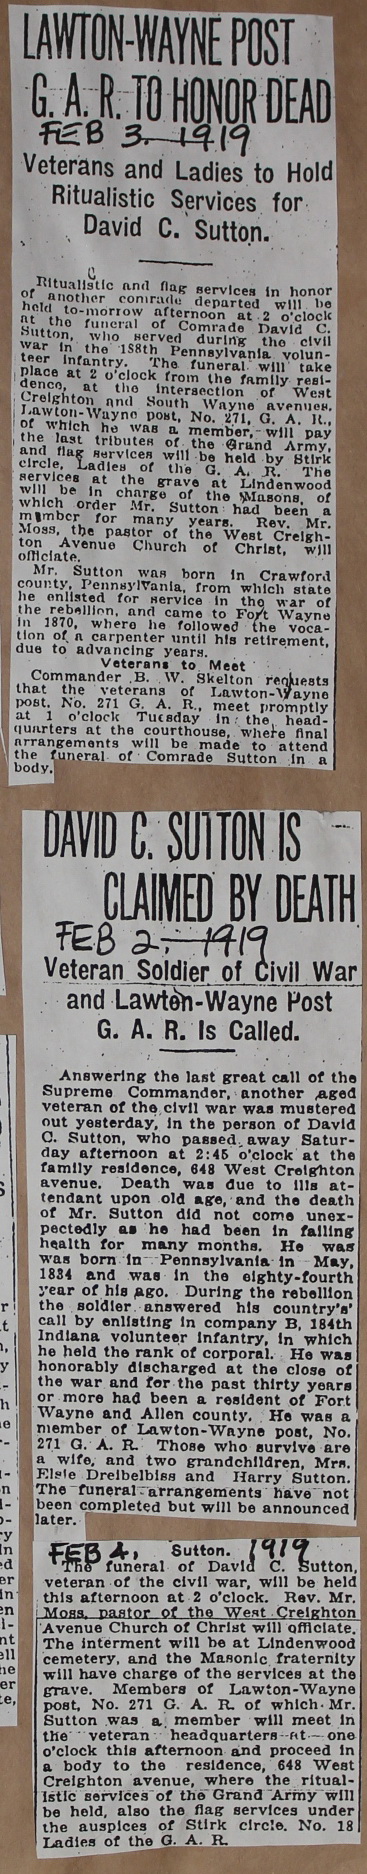 LAWTON-WAYNE POST
G. A. R. TO HONOR DEAD
FEB 3. 1919
Veterans and Ladies to Hold
Ritualistic Services for
David C. Sutton.
Ritualistic and flag services in honor
of another comrade departed will be
held to-morrow afternoon at 2 o'clock
at the funeral of Comrade David C.
Sutton, who served during the civil
war in the 188th Pennsylvania volun-
teer infantry. The funeral will take
place at 2 o'clock from the family resi-
dence, at the intersection of West
Creighton and South Wayne avenues.
Lawton-Wayne post, No. 271, G. A. R.,
of which he was a member, will pay
the last tributes of the Grand Army,
and flag services will be held by Stirk
circle, Ladies of the G. A. R. The
services at the grave at Lindenwood
will be in charge of the Masons, of
which order Mr. Sutton had been a
member for many years. Rev. Mr.
Moss, the pastor of the West Creigh-
ton Avenue Church of Christ, will
officiate.
Mr. Sutton was born in Crawford
county, Pennsylvania, from which state
he enlisted for service in the war of
the rebellion, and came to Fort Wayne
in 1870, where he followed the voca-
tion of a carpenter until his retirement,
due to advancing years.
Veterans to Meet
Commander B. W. Skelton requests
that the veterans of Lawton-Wayne
post, No. 271 G. A. R., meet promptly
at 1 o'clock Tuesday in the head-
quarters at the courthouse, where final
arrangements will be made to attend
the funeral of Comrade Sutton in a
body.
DAVID C. SUTTON IS
CLAIMED BY DEATH
FEB 2, 1919
Veteran Soldier of Civil War
and Lawton-Wayne Post
G. A. R. Is Called.
Answering the last great call of the
Supreme Commander, another aged
veteran of the civil war was mustered
out yesterday, in the person of David
C. Sutton, who passed away Satur-
day afternoon at 2:45 o'clock at the
family residence, 648 West Creighton
avenue. Death was due to ills at-
tendant upon old age, and the death
of Mr. Sutton did not come unex-
pectedly as he had been in failing
health for many months. He was
was born in Pennsylvania in May,
1834 and was in the eighty-fourth
year of his ago. During the rebellion
the soldier answered his country's'
call by enlisting in company B, 184th
Indiana volunteer infantry, in which
he held the rank of corporal. He was
honorably discharged at the close of
the war and for the past thirty years
or more had been a resident of Fort
Wayne and Allen county. He was a
member of Lawton-Wayne post, No.
271 G. A. R. Those who survive are
a wife, and two grandchildren, Mrs.
Elsie Dreibelbiss and Harry Sutton.
The funeral arrangements have not
been completed but will be announced
later.
FEB 4, Sutton. 1919
The funeral of David C. Sutton,
veteran of the civil war, will be held
this afternoon at 2 o'clock. Rev. Mr.
Moss, pastor of the West Creighton
Avenue Church of Christ will officiate.
The interment will be at Lindenwood
cemetery, and the Masonic fraternity
will have charge of the services at the
grave. Members of Lawton-Wayne
post, No. 271 G. A. R. of which Mr.
Sutton was a member will meet in
the veteran headquarters at one
o'clock this afternoon and proceed in
a body to the residence, 648 West
Creighton avenue, where the ritual-
istic services of the Grand Army will
be held, also the flag services under
the auspices of Stirk circle. No. 18
Ladies of the G. A. R.